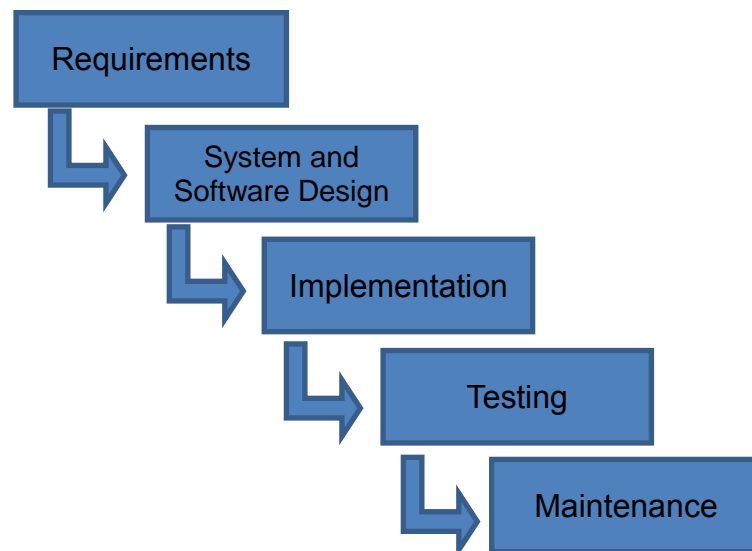 Requirements
System and
Software Design
Implementation
Testing
Maintenance